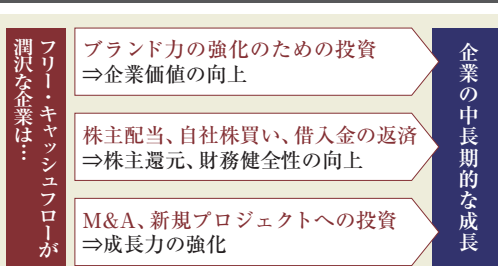 フリー・キャッシュフローが
潤沢な企業は…
ブランド力の強化のための投資
⇒企業価値の向上
株主配当、自社株買い、借入金の返済
⇒株主還元、財務健全性の向上
M&A、新規プロジェクトへの投資
⇒成長力の強化
企業の中長期的な成長